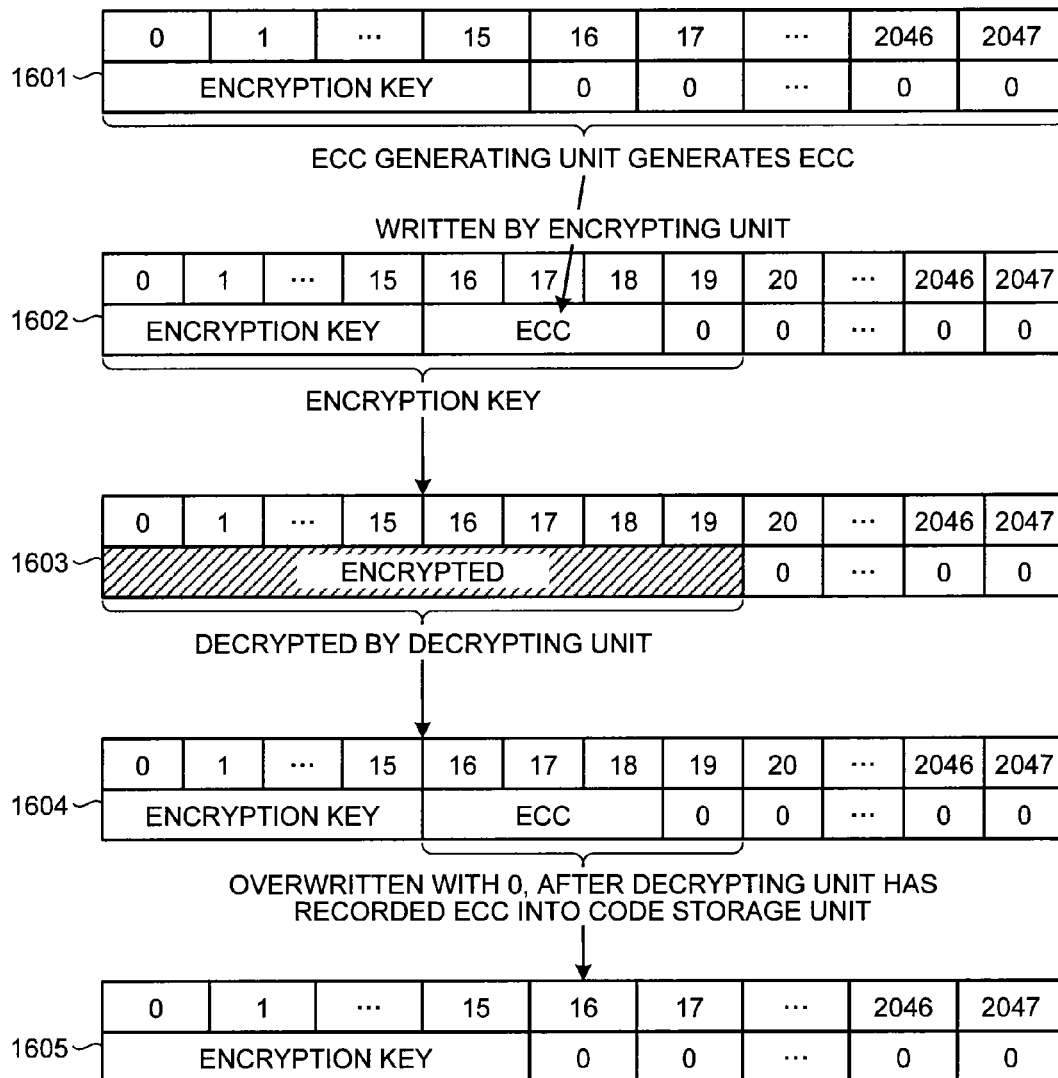 0 1 ... 15 16 17 ... 2046 2047
1601 ENCRYPTION KEY 0 0 ... 0 0
ECC GENERATING UNIT GENERATES ECC
WRITTEN BY ENCRYPTING UNIT
0 1 ... 15 16 17 18 19 20 ... 2046 2047
1602 ENCRYPTION KEY ECC 0 0 ... 0 0
ENCRYPTION KEY
0 1 ... 15 16 17 18 19 20 ... 2046 2047
1603 ENCRYPTED 0 ... 0 0
DECRYPTED BY DECRYPTING UNIT
0 1 ... 15 16 17 18 19 20 ... 2046 2047
1604 ENCRYPTION KEY ECC 0 0 ... 0 0
OVERWRITTEN WITH 0, AFTER DECRYPTING UNIT HAS
RECORDED ECC INTO CODE STORAGE UNIT
0 1 ... 15 16 17 ... 2046 2047
1605 ENCRYPTION KEY 0 0 ... 0 0